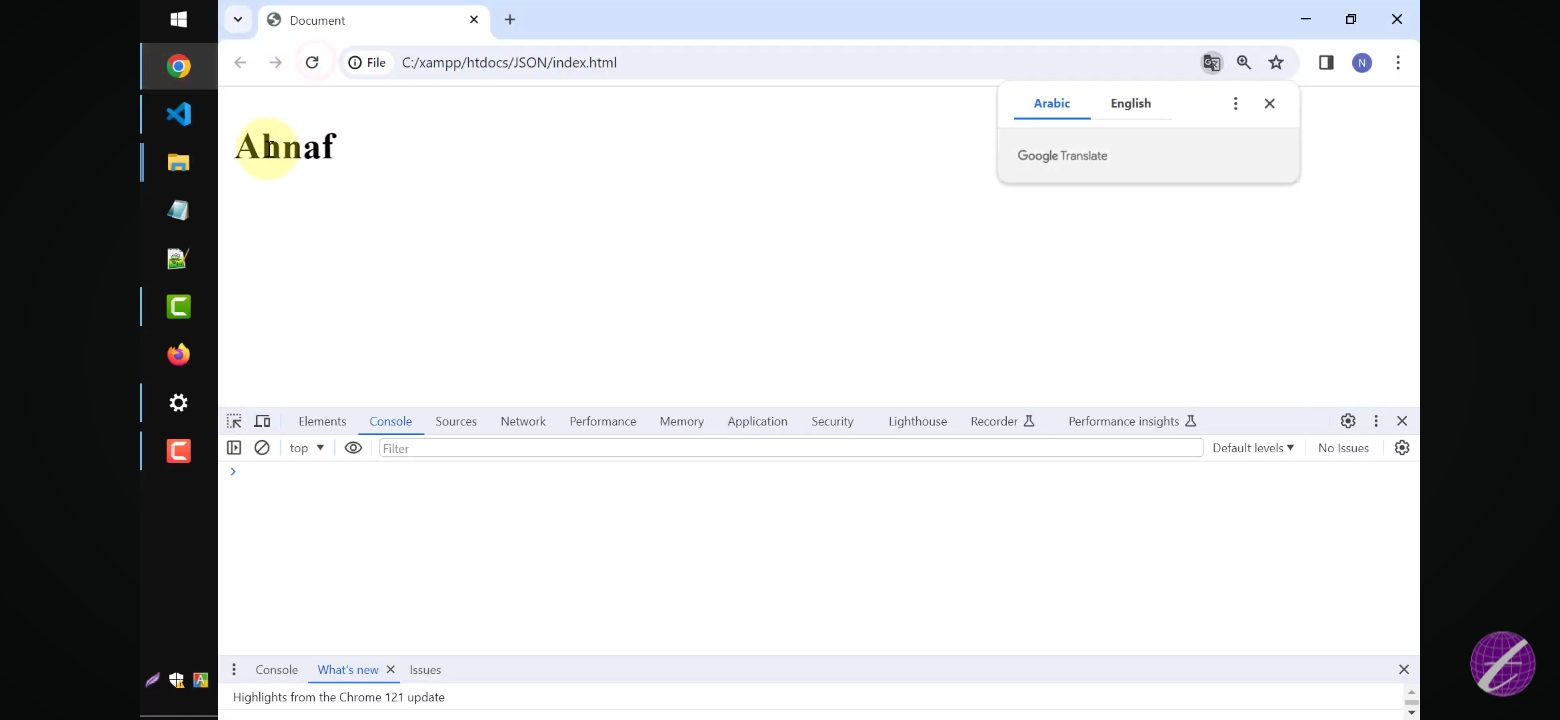 Document
File C:/xampp/htdocs/JSON/index.html
N
Arabic English
Google Translate
Ahnaf
Elements Console Sources Network Performance Memory Application Security Lighthouse Recorder Performance insights
top Filter Default levels No Issues
Console What's new Issues
Highlights from the Chrome 121 update